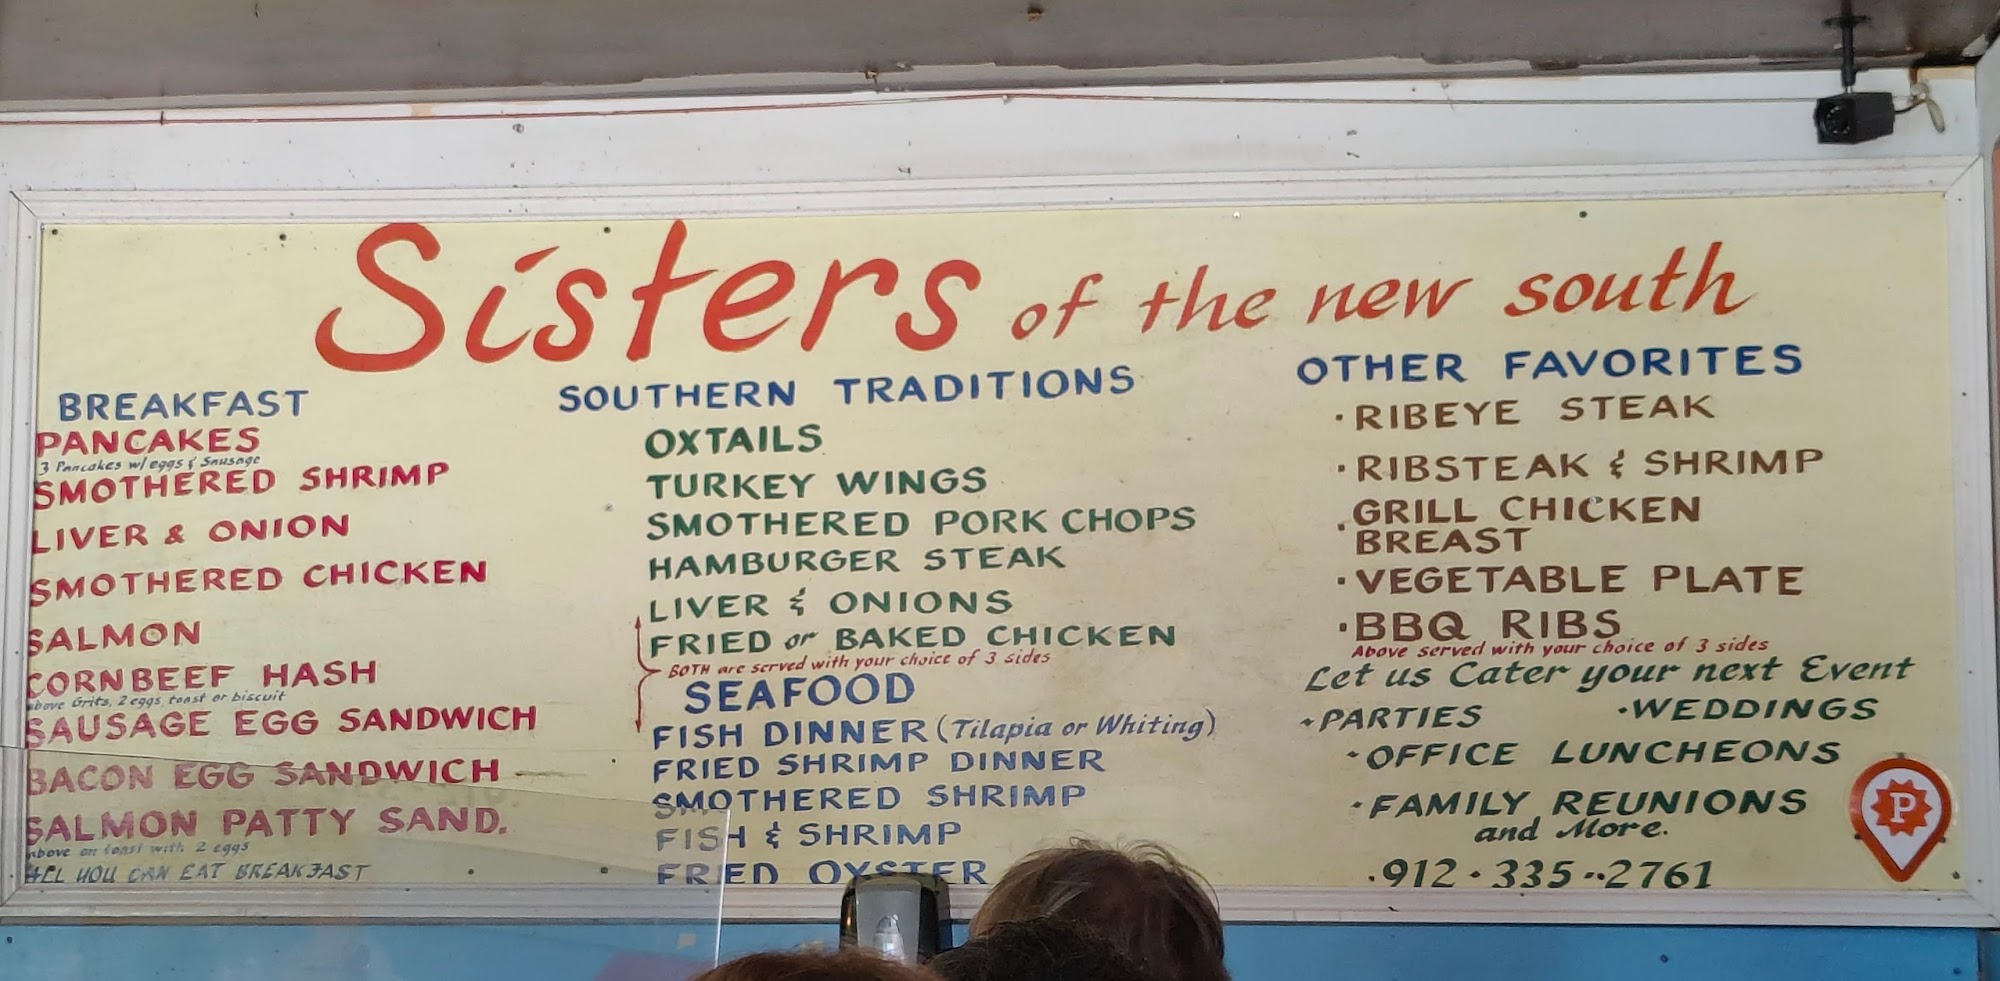 Sisters of the new south
BREAKFAST
PANCAKES
3 Pancakes w/ eggs & Sausage
SMOTHERED SHRIMP
LIVER & ONION
SMOTHERED CHICKEN
SALMON
CORNBEEF HASH
above Grits, 2 eggs, toast or biscuit
SAUSAGE EGG SANDWICH
BACON EGG SANDWICH
SALMON PATTY SAND.
above on toast with 2 eggs
ALL YOU CAN EAT BREAKFAST
SOUTHERN TRADITIONS
OXTAILS
TURKEY WINGS
SMOTHERED PORK CHOPS
HAMBURGER STEAK
LIVER & ONIONS
FRIED or BAKED CHICKEN
BOTH are served with your choice of 3 sides
SEAFOOD
FISH DINNER (Tilapia or Whiting)
FRIED SHRIMP DINNER
SMOTHERED SHRIMP
FISH & SHRIMP
FRIED OYSTER
OTHER FAVORITES
· RIBEYE STEAK
· RIBSTEAK & SHRIMP
· GRILL CHICKEN
BREAST
· VEGETABLE PLATE
· BBQ RIBS
Above served with your choice of 3 sides
Let us Cater your next Event
· PARTIES · WEDDINGS
· OFFICE LUNCHEONS
· FAMILY REUNIONS
and More.
· 912 · 335 ·· 2761
P